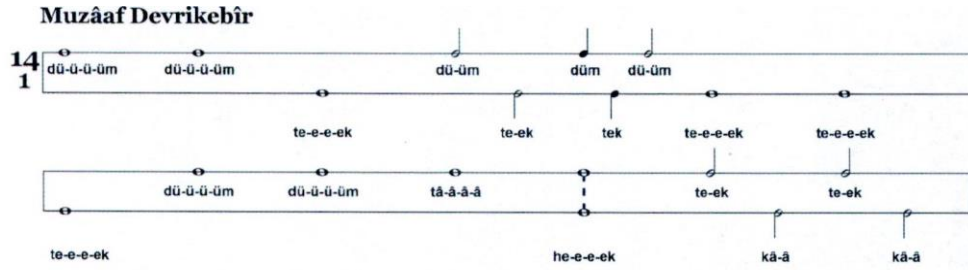 Muzâaf Devrikebîr
14
1
dü-ü-ü-üm dü-ü-ü-üm dü-üm düm dü-üm
te-e-e-ek te-ek tek te-e-e-ek te-e-e-ek
dü-ü-ü-üm dü-ü-ü-üm tâ-â-â-â te-ek te-ek
te-e-e-ek he-e-e-ek kâ-â kâ-â